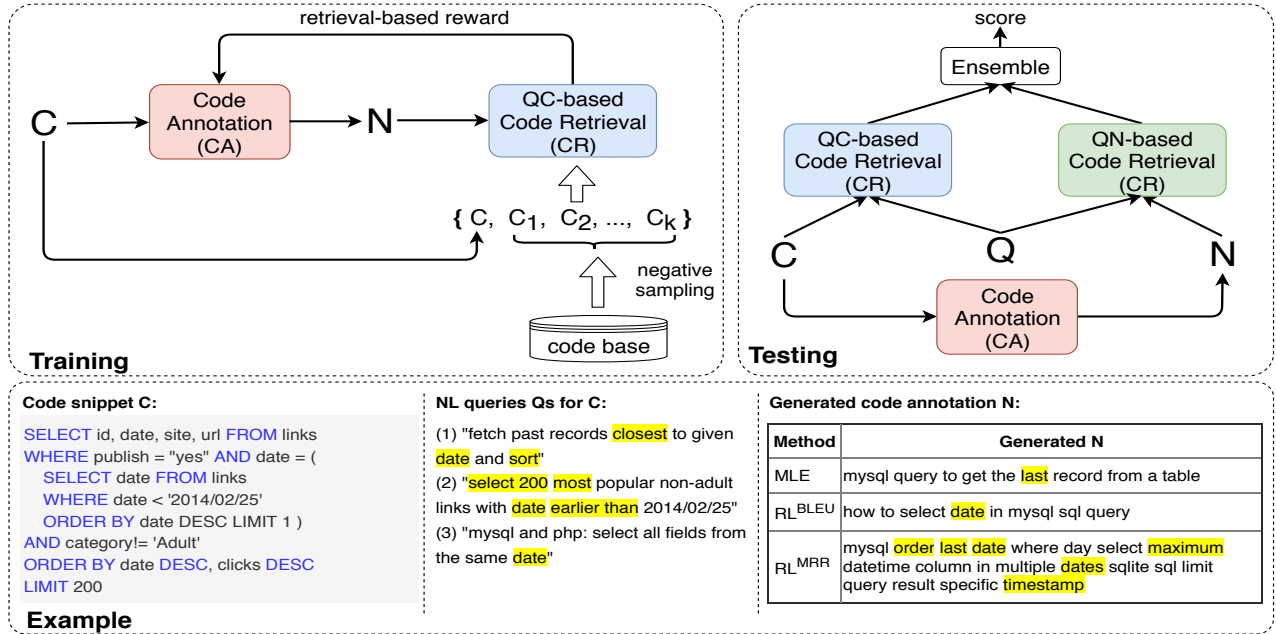 retrieval-based reward
C
Code
Annotation
(CA)
N
QC-based
Code Retrieval
(CR)
{ C, C1, C2, ..., Ck }
negative
sampling
code base
Training
score
Ensemble
QC-based
Code Retrieval
(CR)
QN-based
Code Retrieval
(CR)
C
Q
N
Code
Annotation
(CA)
Testing
Code snippet C:
SELECT id, date, site, url FROM links
WHERE publish = "yes" AND date = (
SELECT date FROM links
WHERE date < '2014/02/25'
ORDER BY date DESC LIMIT 1 )
AND category!= 'Adult'
ORDER BY date DESC, clicks DESC
LIMIT 200
NL queries Qs for C:
(1) "fetch past records closest to given
date and sort"
(2) "select 200 most popular non-adult
links with date earlier than 2014/02/25"
(3) "mysql and php: select all fields from
the same date"
Generated code annotation N:
Method Generated N
MLE mysql query to get the last record from a table
RL^BLEU how to select date in mysql sql query
RL^MRR mysql order last date where day select maximum
datetime column in multiple dates sqlite sql limit
query result specific timestamp
Example